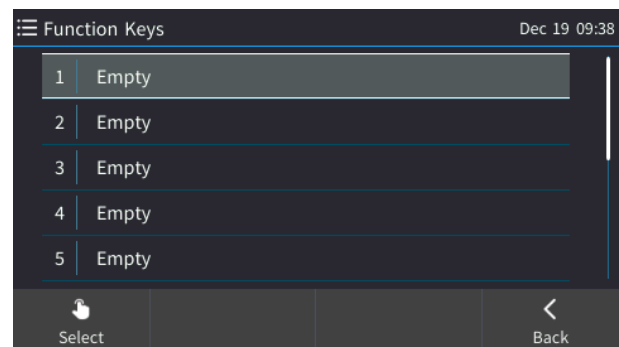 Function Keys Dec 19 09:38
1 Empty
2 Empty
3 Empty
4 Empty
5 Empty
Select Back